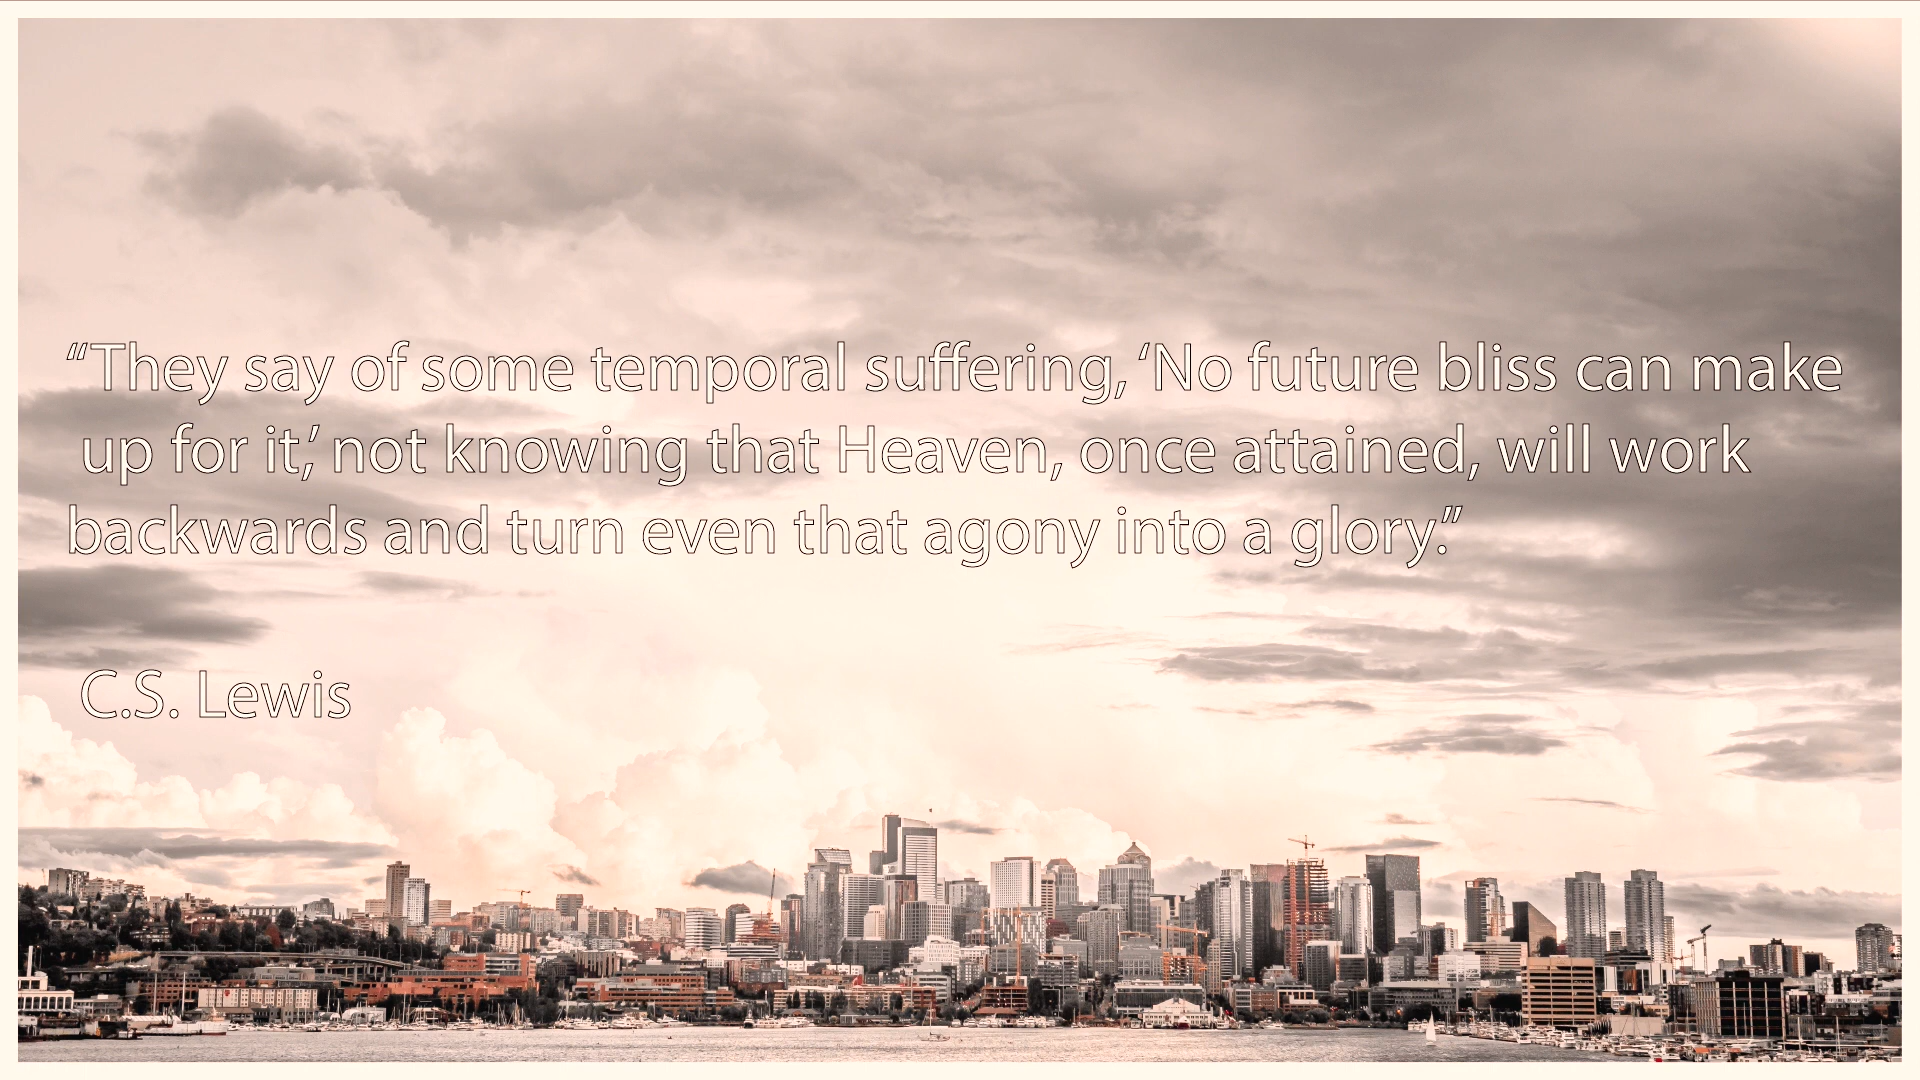 “They say of some temporal suffering, ‘No future bliss can make
up for it,’ not knowing that Heaven, once attained, will work
backwards and turn even that agony into a glory.”
C.S. Lewis